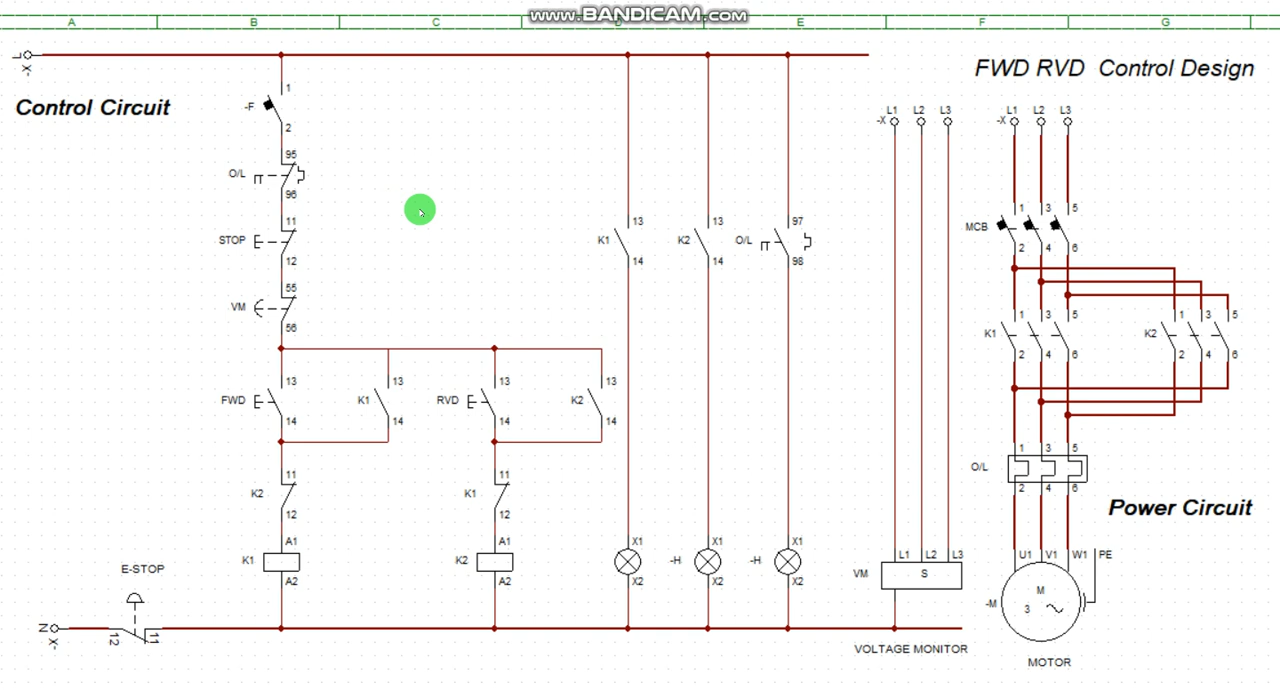 www.BANDICAM.com
A B C D E F G
L
X-
Control Circuit
FWD RVD Control Design
-F 1
2
O/L 95
96
STOP 11
12
VM 55
56
FWD 13
14
K1 13
14
RVD 13
14
K2 13
14
K2 11
12
K1 11
12
K1 A1
A2
K2 A1
A2
K1 13
14
K2 13
14
O/L 97
98
X1
X2
-H X1
X2
-H X1
X2
E-STOP
N
X-
12 11
-X L1 L2 L3
VM L1 L2 L3
S
VOLTAGE MONITOR
-X L1 L2 L3
MCB 1 3 5
2 4 6
K1 1 3 5
2 4 6
K2 1 3 5
2 4 6
O/L 1 3 5
2 4 6
Power Circuit
U1 V1 W1 PE
-M M
3
MOTOR